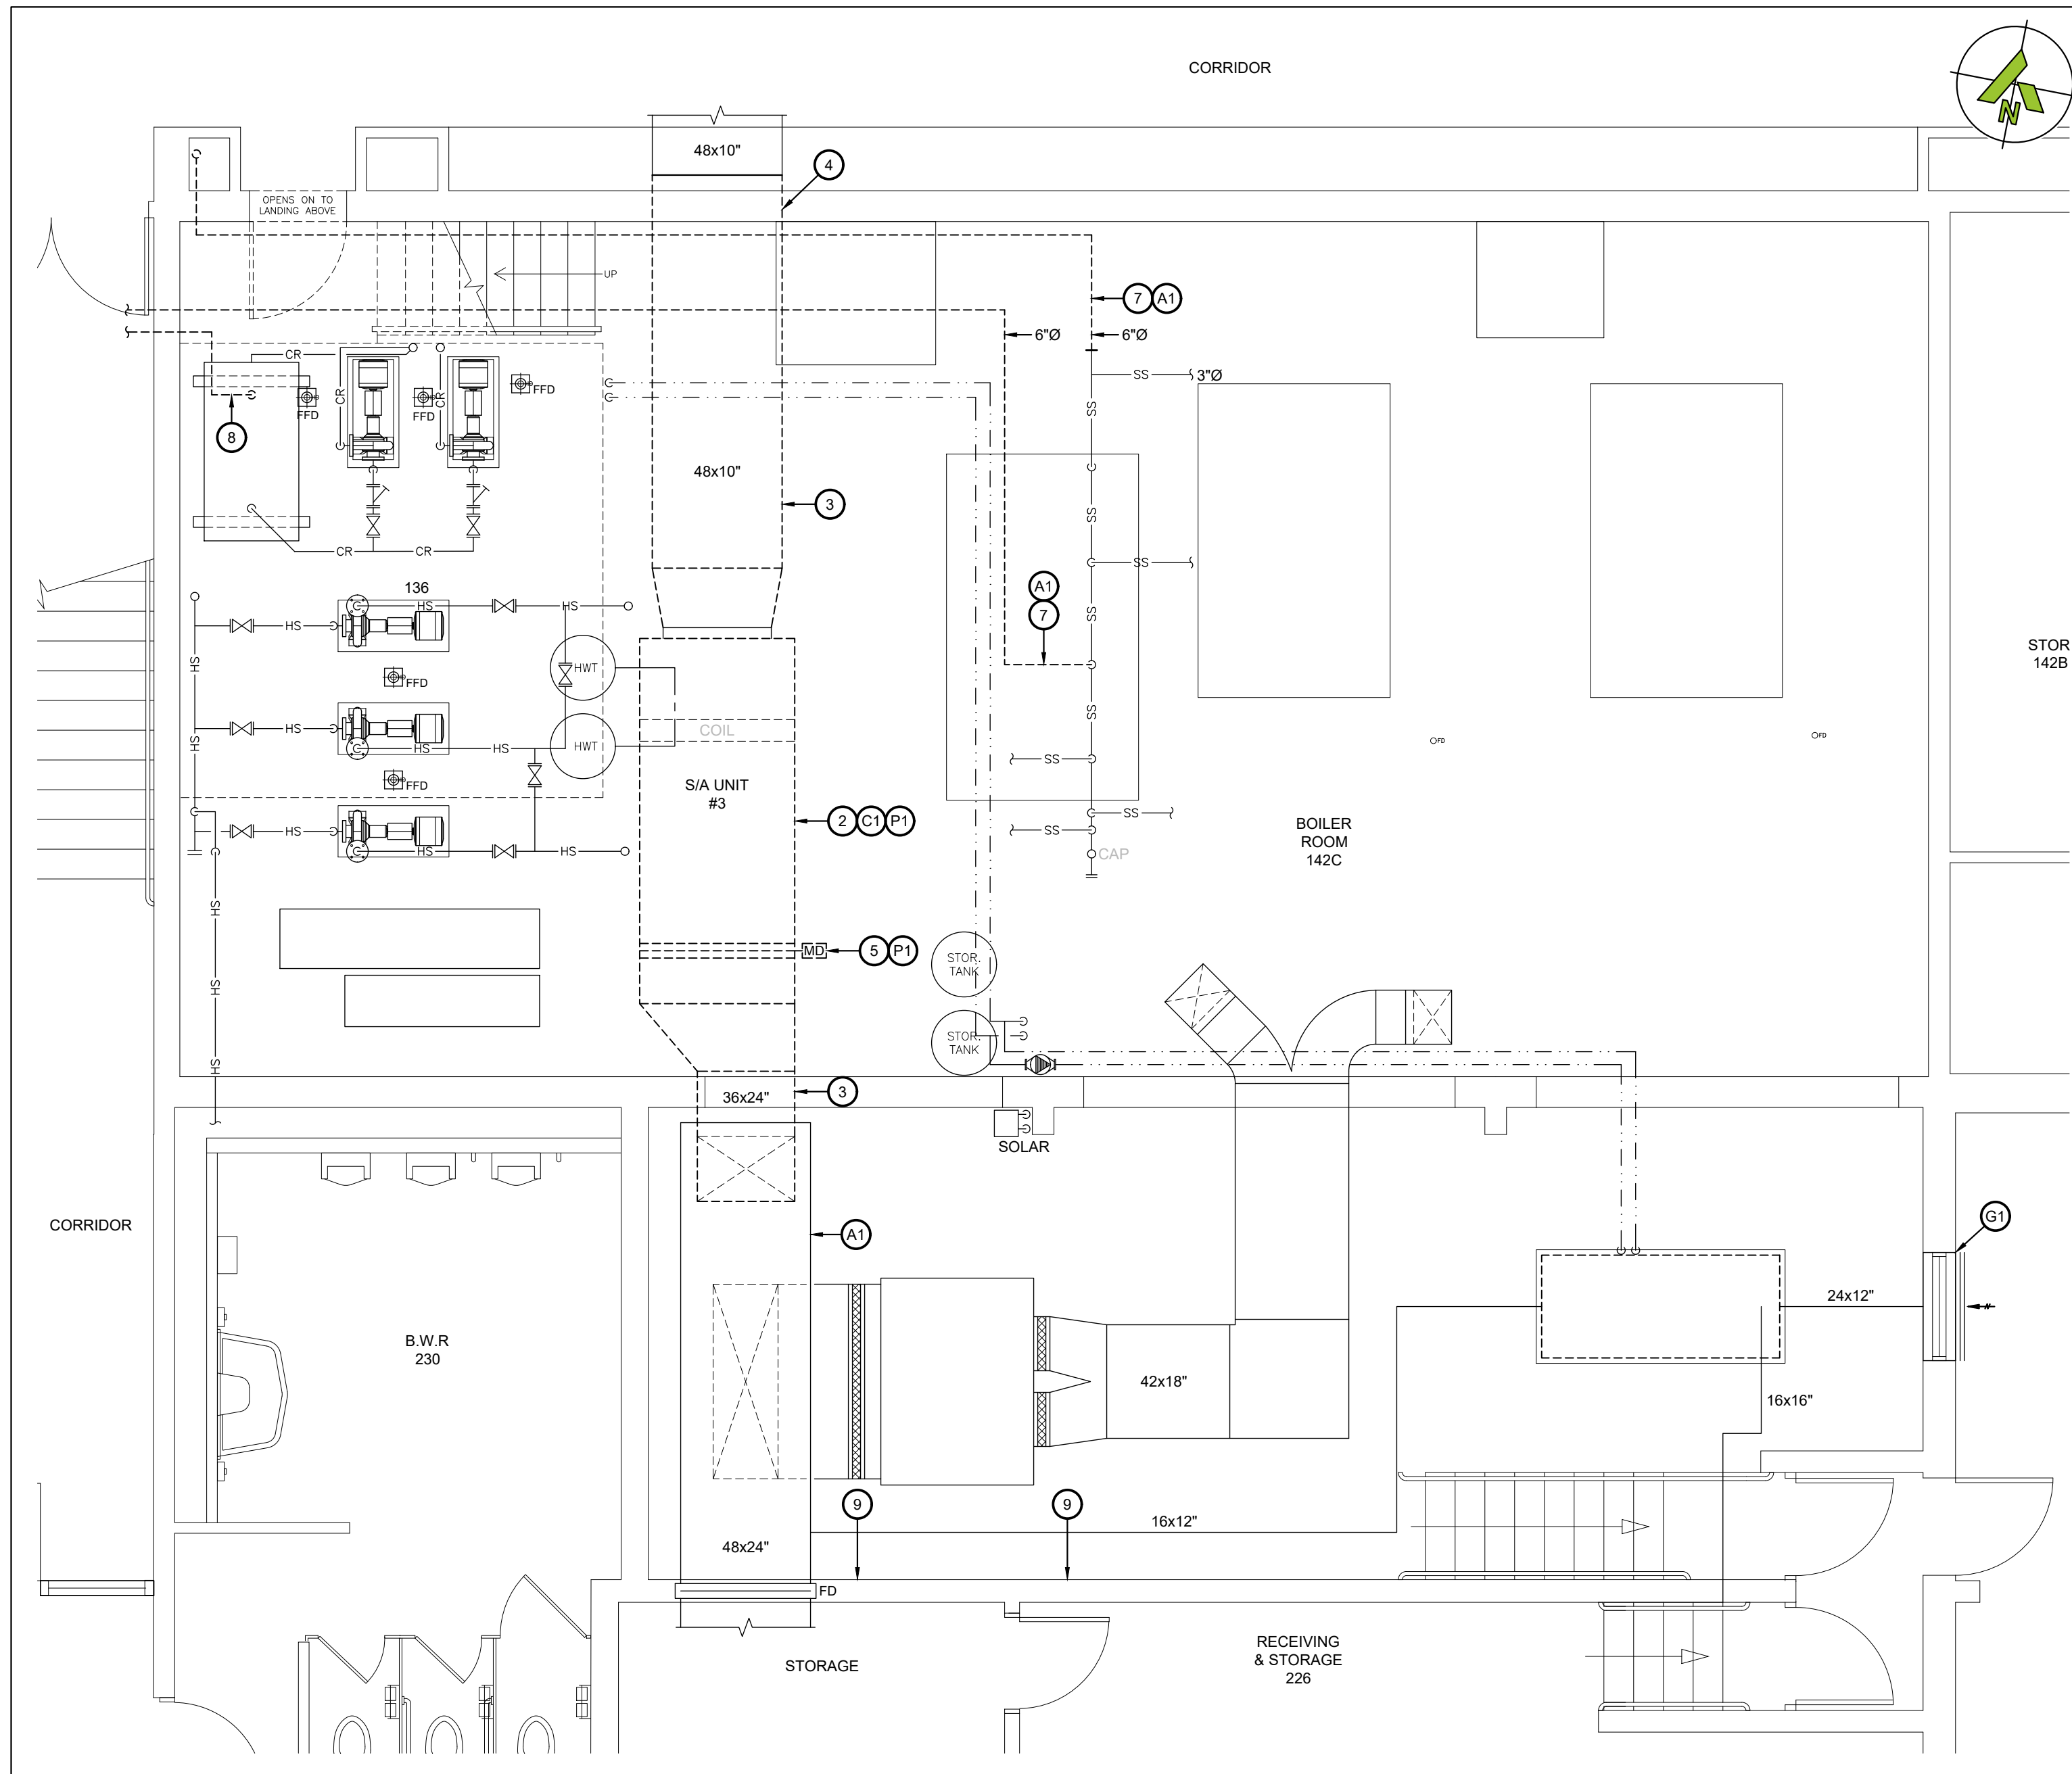 CORRIDOR
N
48x10"
4
OPENS ON TO
LANDING ABOVE
UP
7
A1
6"Ø
6"Ø
CR
SS
3"Ø
FFD
FFD
FFD
CR
CR
SS
8
48x10"
3
SS
CR
CR
SS
136
HS
HS
A1
7
SS
HS
HS
HWT
STOR
142B
FFD
SS
HS
HS
HS
HS
HWT
COIL
FD
FD
SS
FFD
S/A UNIT
#3
2
C1
P1
SS
HS
HS
HS
SS
BOILER
ROOM
142C
CAP
HS
MD
5
P1
STOR.
TANK
HS
STOR.
TANK
HS
36x24"
3
SOLAR
CORRIDOR
A1
G1
24x12"
B.W.R
230
42x18"
16x16"
9
9
16x12"
48x24"
FD
STORAGE
RECEIVING
& STORAGE
226